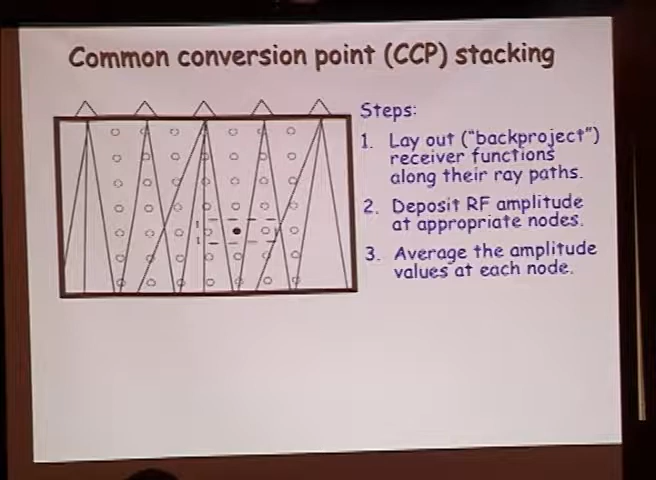 Common conversion point (CCP) stacking
Steps:
1. Lay out ("backproject")
receiver functions
along their ray paths.
2. Deposit RF amplitude
at appropriate nodes.
3. Average the amplitude
values at each node.